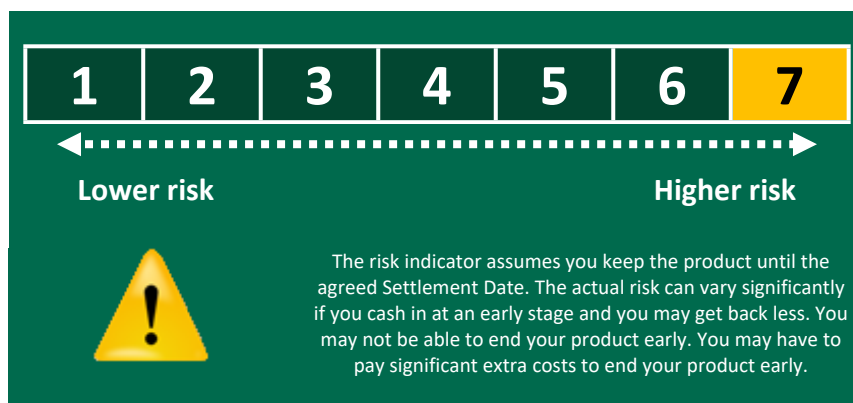 1 2 3 4 5 6 7
Lower risk Higher risk
The risk indicator assumes you keep the product until the
agreed Settlement Date. The actual risk can vary significantly
if you cash in at an early stage and you may get back less. You
may not be able to end your product early. You may have to
pay significant extra costs to end your product early.